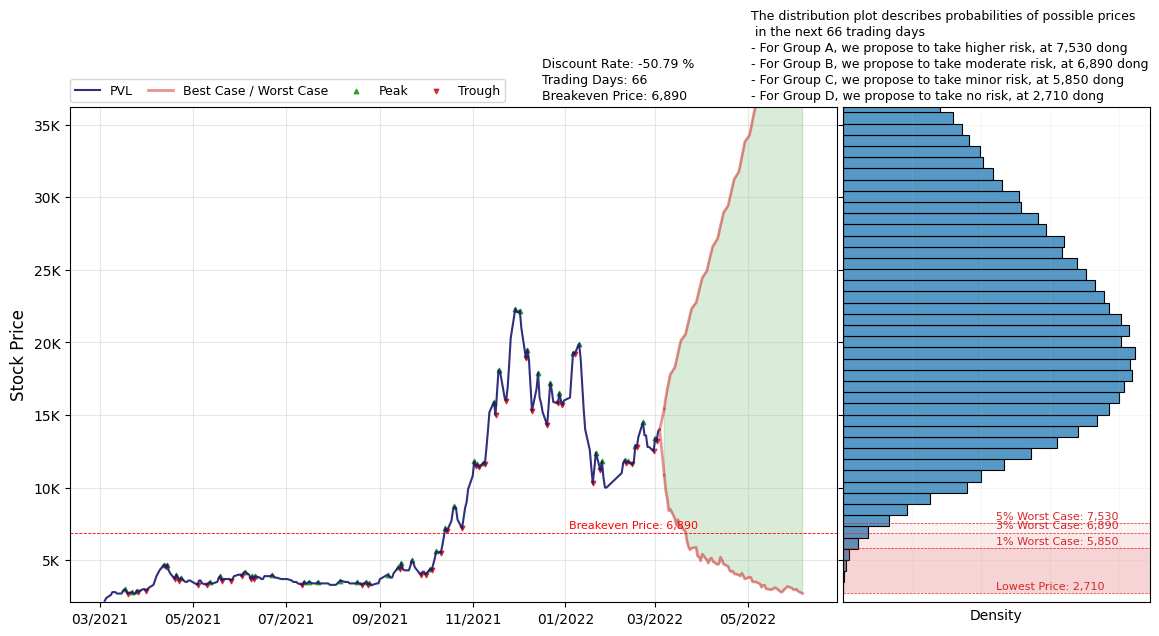 The distribution plot describes probabilities of possible prices
in the next 66 trading days
- For Group A, we propose to take higher risk, at 7,530 dong
- For Group B, we propose to take moderate risk, at 6,890 dong
- For Group C, we propose to take minor risk, at 5,850 dong
- For Group D, we propose to take no risk, at 2,710 dong
Discount Rate: -50.79 %
Trading Days: 66
Breakeven Price: 6,890
PVL
Best Case / Worst Case
Peak
Trough
Stock Price
35K
30K
25K
20K
15K
10K
5K
Breakeven Price: 6,890
03/2021
05/2021
07/2021
09/2021
11/2021
01/2022
03/2022
05/2022
5% Worst Case: 7,530
3% Worst Case: 6,890
1% Worst Case: 5,850
Lowest Price: 2,710
Density